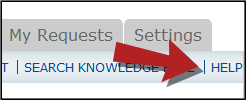 My Requests Settings
T | SEARCH KNOWLEDGE | HELP